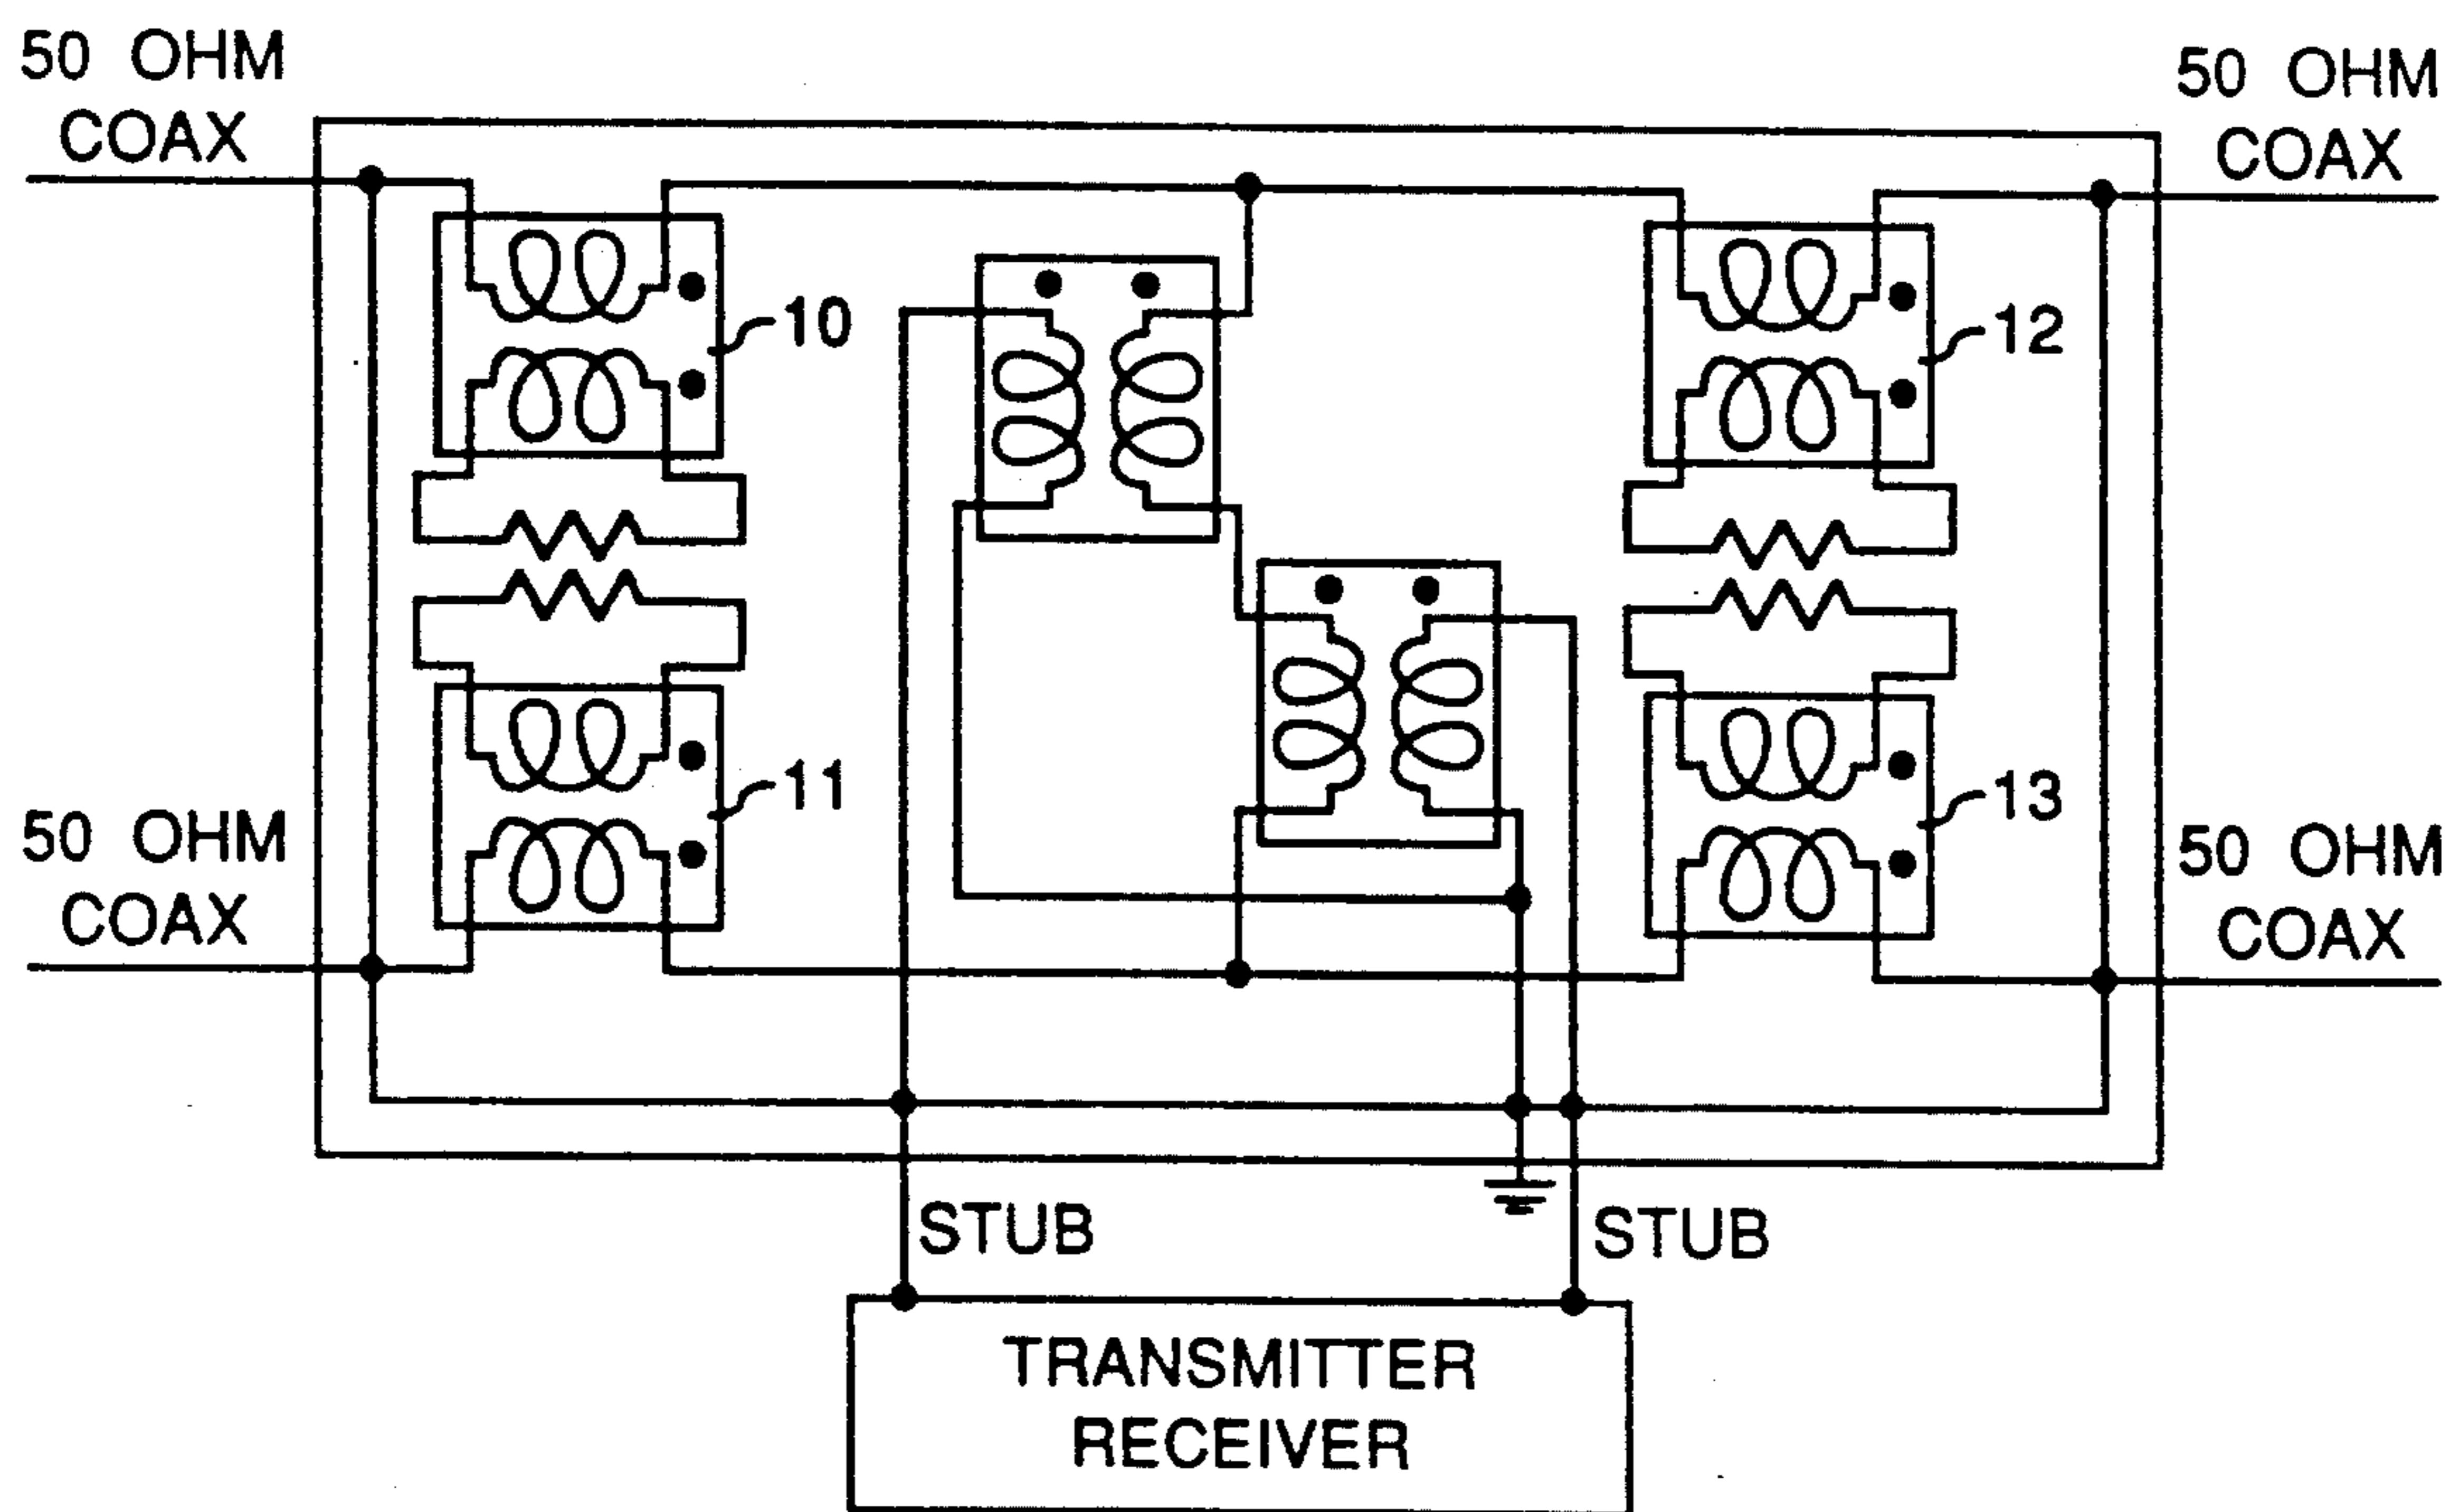 50 OHM
COAX
50 OHM
COAX
10
12
11
13
50 OHM
COAX
50 OHM
COAX
STUB
STUB
TRANSMITTER
RECEIVER